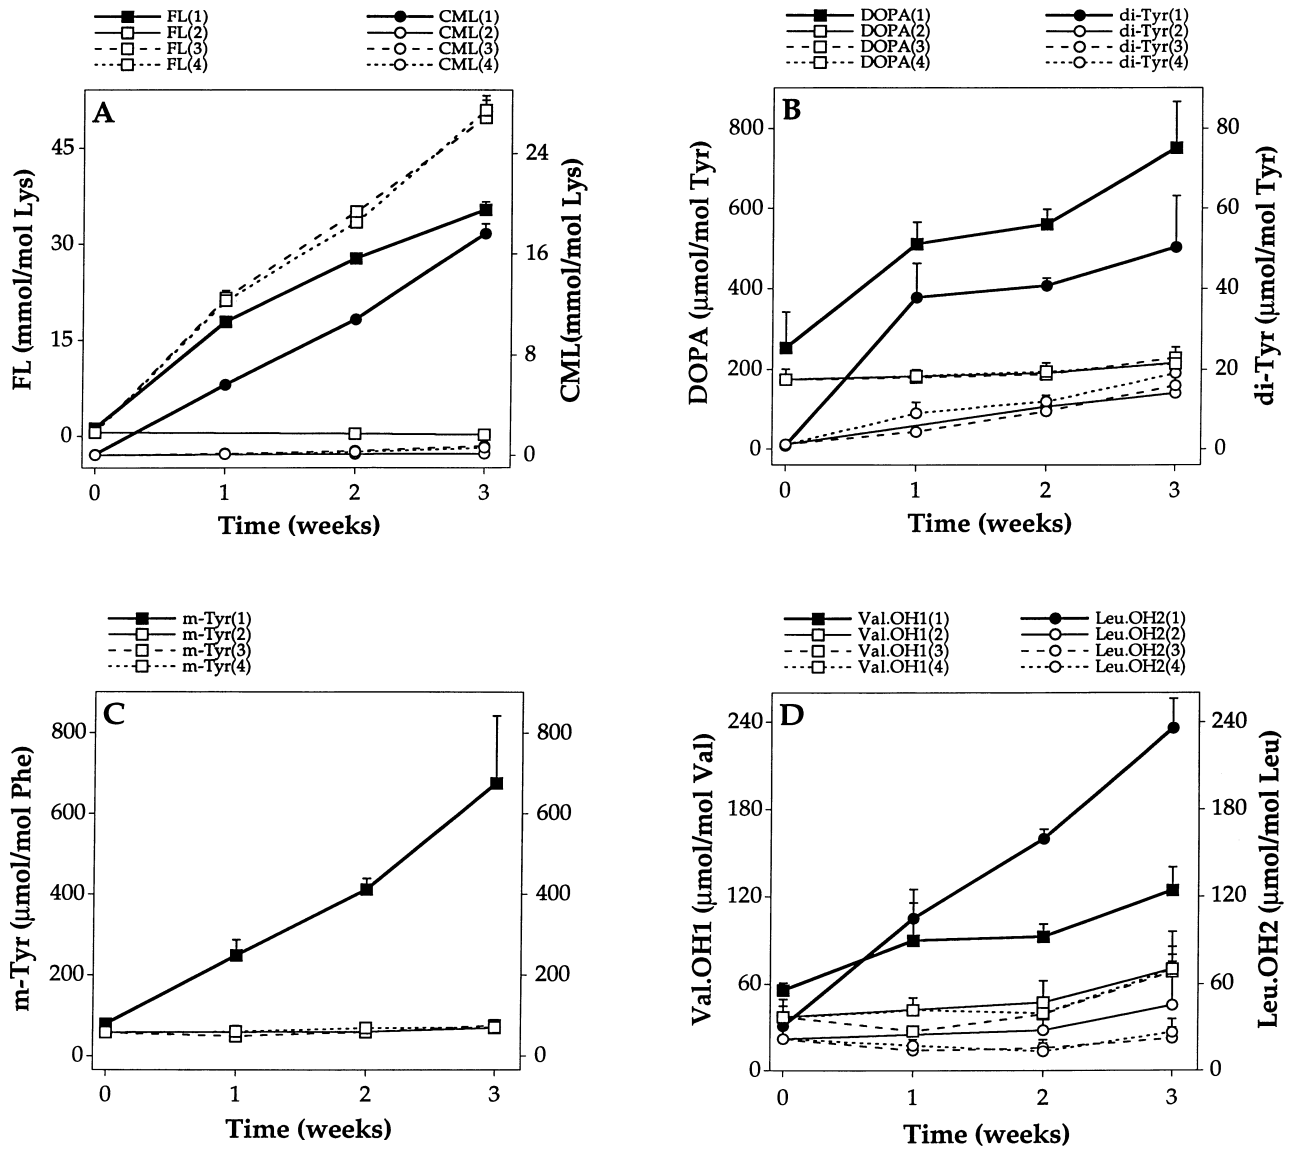 FL(1) CML(1)
FL(2) CML(2)
FL(3) CML(3)
FL(4) CML(4)
A
45
30
15
0
24
16
8
0
FL (mmol/mol Lys)
CML(mmol/mol Lys)
0 1 2 3
Time (weeks)
DOPA(1) di-Tyr(1)
DOPA(2) di-Tyr(2)
DOPA(3) di-Tyr(3)
DOPA(4) di-Tyr(4)
B
800
600
400
200
0
80
60
40
20
0
DOPA (μmol/mol Tyr)
di-Tyr (μmol/mol Tyr)
0 1 2 3
Time (weeks)
m-Tyr(1)
m-Tyr(2)
m-Tyr(3)
m-Tyr(4)
C
800
600
400
200
0
800
600
400
200
0
m-Tyr (μmol/mol Phe)
0 1 2 3
Time (weeks)
Val.OH1(1) Leu.OH2(1)
Val.OH1(2) Leu.OH2(2)
Val.OH1(3) Leu.OH2(3)
Val.OH1(4) Leu.OH2(4)
D
240
180
120
60
0
240
180
120
60
0
Val.OH1 (μmol/mol Val)
Leu.OH2 (μmol/mol Leu)
0 1 2 3
Time (weeks)